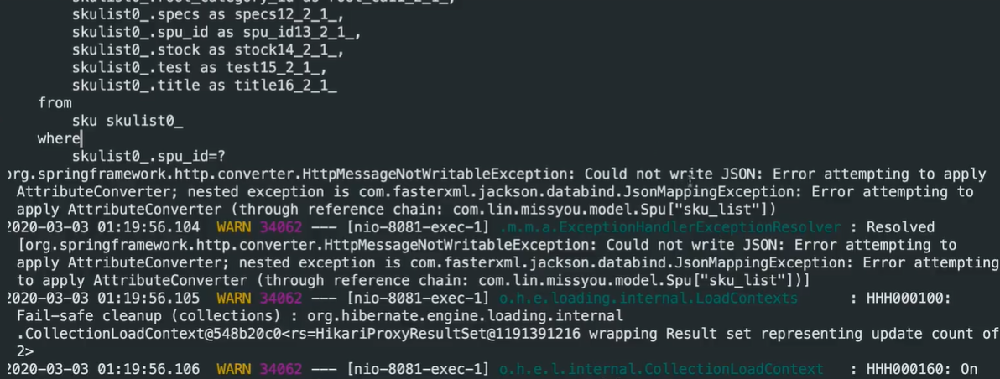 skulist0_.root_category_id as root_ca11_2_1_,
skulist0_.specs as specs12_2_1_,
skulist0_.spu_id as spu_id13_2_1_,
skulist0_.stock as stock14_2_1_,
skulist0_.test as test15_2_1_,
skulist0_.title as title16_2_1_
from
sku skulist0_
where
skulist0_.spu_id=?
org.springframework.http.converter.HttpMessageNotWritableException: Could not write JSON: Error attempting to apply
AttributeConverter; nested exception is com.fasterxml.jackson.databind.JsonMappingException: Error attempting to
apply AttributeConverter (through reference chain: com.lin.missyou.model.Spu["sku_list"])
2020-03-03 01:19:56.104  WARN 34062 --- [nio-8081-exec-1] .m.m.a.ExceptionHandlerExceptionResolver : Resolved
[org.springframework.http.converter.HttpMessageNotWritableException: Could not write JSON: Error attempting to
apply AttributeConverter; nested exception is com.fasterxml.jackson.databind.JsonMappingException: Error attempting
to apply AttributeConverter (through reference chain: com.lin.missyou.model.Spu["sku_list"])]
2020-03-03 01:19:56.105  WARN 34062 --- [nio-8081-exec-1] o.h.e.loading.internal.LoadContexts : HHH000100:
Fail-safe cleanup (collections) : org.hibernate.engine.loading.internal
.CollectionLoadContext@548b20c0<rs=HikariProxyResultSet@1191391216 wrapping Result set representing update count of
2>
2020-03-03 01:19:56.106  WARN 34062 --- [nio-8081-exec-1] o.h.e.l.internal.CollectionLoadContext : HHH000160: On